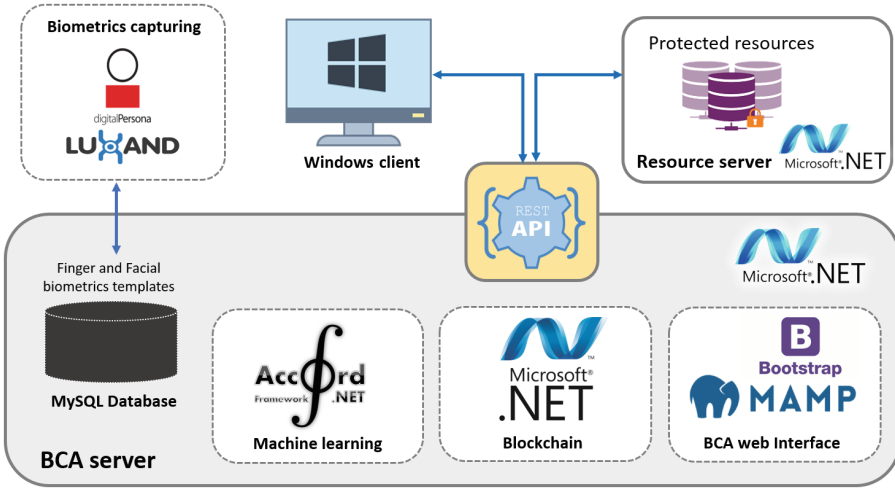 Biometrics capturing
digitalPersona
LUXAND
Windows client
Protected resources
Resource server
Microsoft®
.NET
{ REST }
API
Microsoft®
.NET
Finger and Facial
biometrics templates
MySQL Database
Accord
Framework .NET
Machine learning
™
Microsoft®
.NET
Blockchain
B
Bootstrap
MAMP
BCA web Interface
BCA server